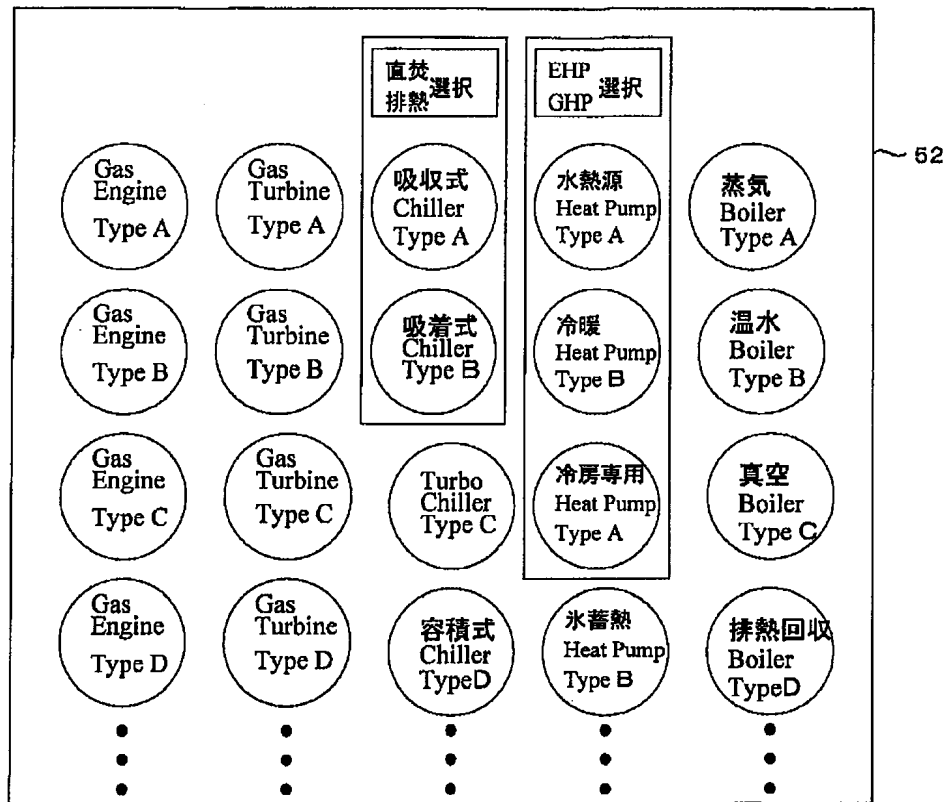 直焚
排熱
選択
EHP
GHP
選択
52
Gas
Engine
Type A
Gas
Turbine
Type A
吸収式
Chiller
Type A
水熱源
Heat Pump
Type A
蒸気
Boiler
Type A
Gas
Engine
Type B
Gas
Turbine
Type B
吸着式
Chiller
Type B
冷暖
Heat Pump
Type B
温水
Boiler
Type B
Gas
Engine
Type C
Gas
Turbine
Type C
Turbo
Chiller
Type C
冷房専用
Heat Pump
Type A
真空
Boiler
Type C
Gas
Engine
Type D
Gas
Turbine
Type D
容積式
Chiller
TypeD
氷蓄熱
Heat Pump
Type B
排熱回収
Boiler
TypeD